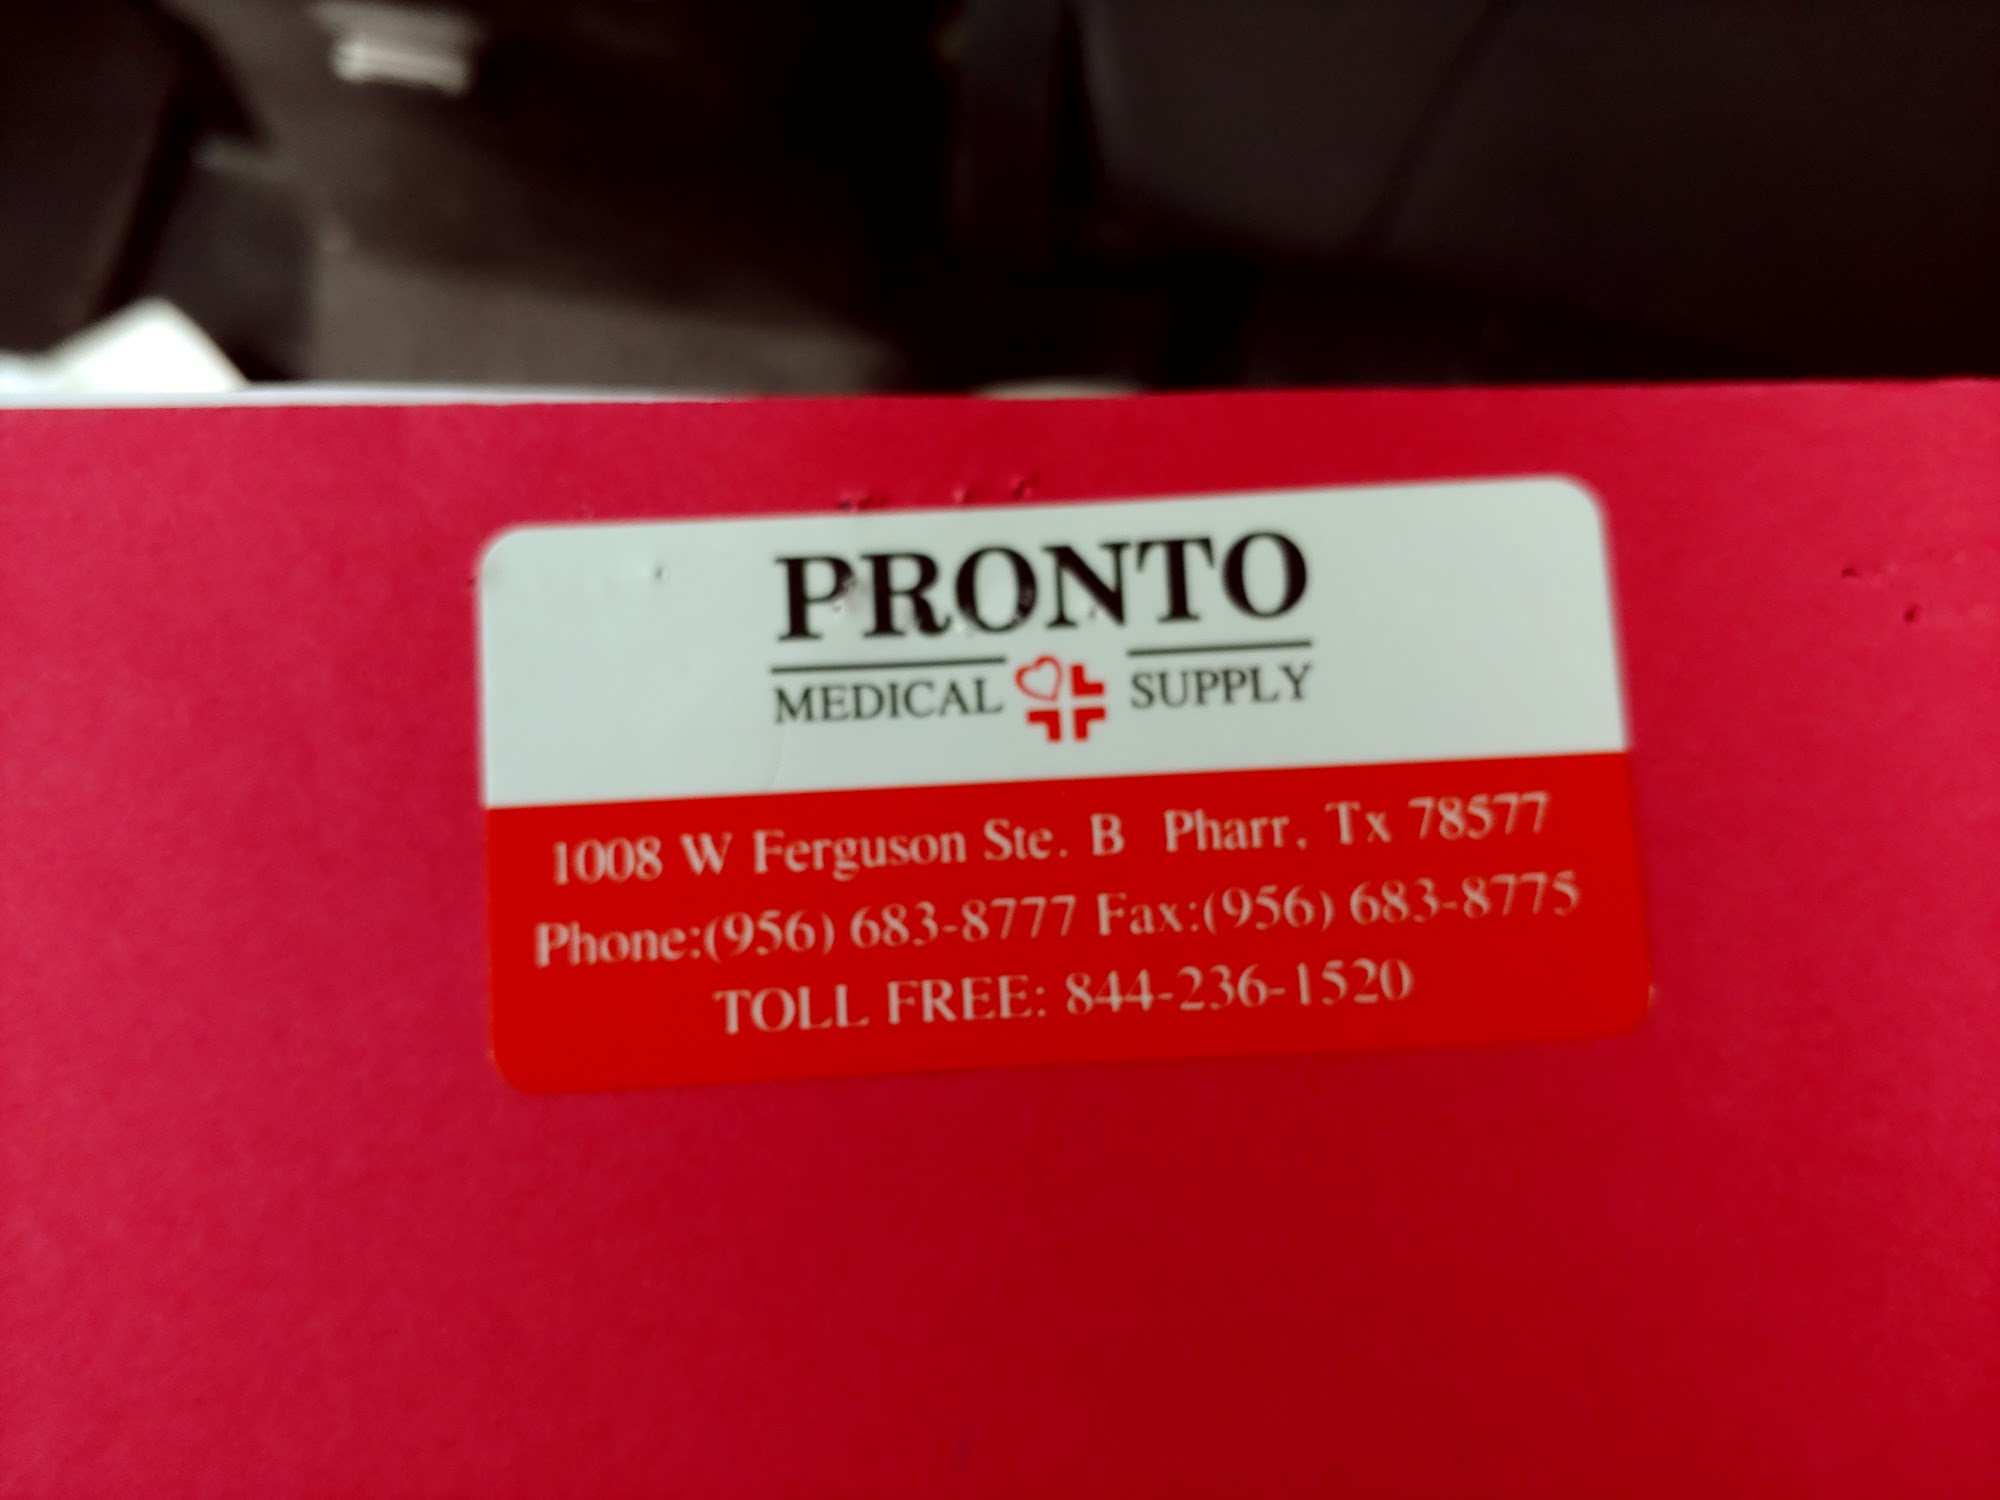 PRONTO
MEDICAL SUPPLY
1008 W Ferguson Ste. B Pharr, Tx 78577
Phone:(956) 683-8777 Fax:(956) 683-8775
TOLL FREE: 844-236-1520